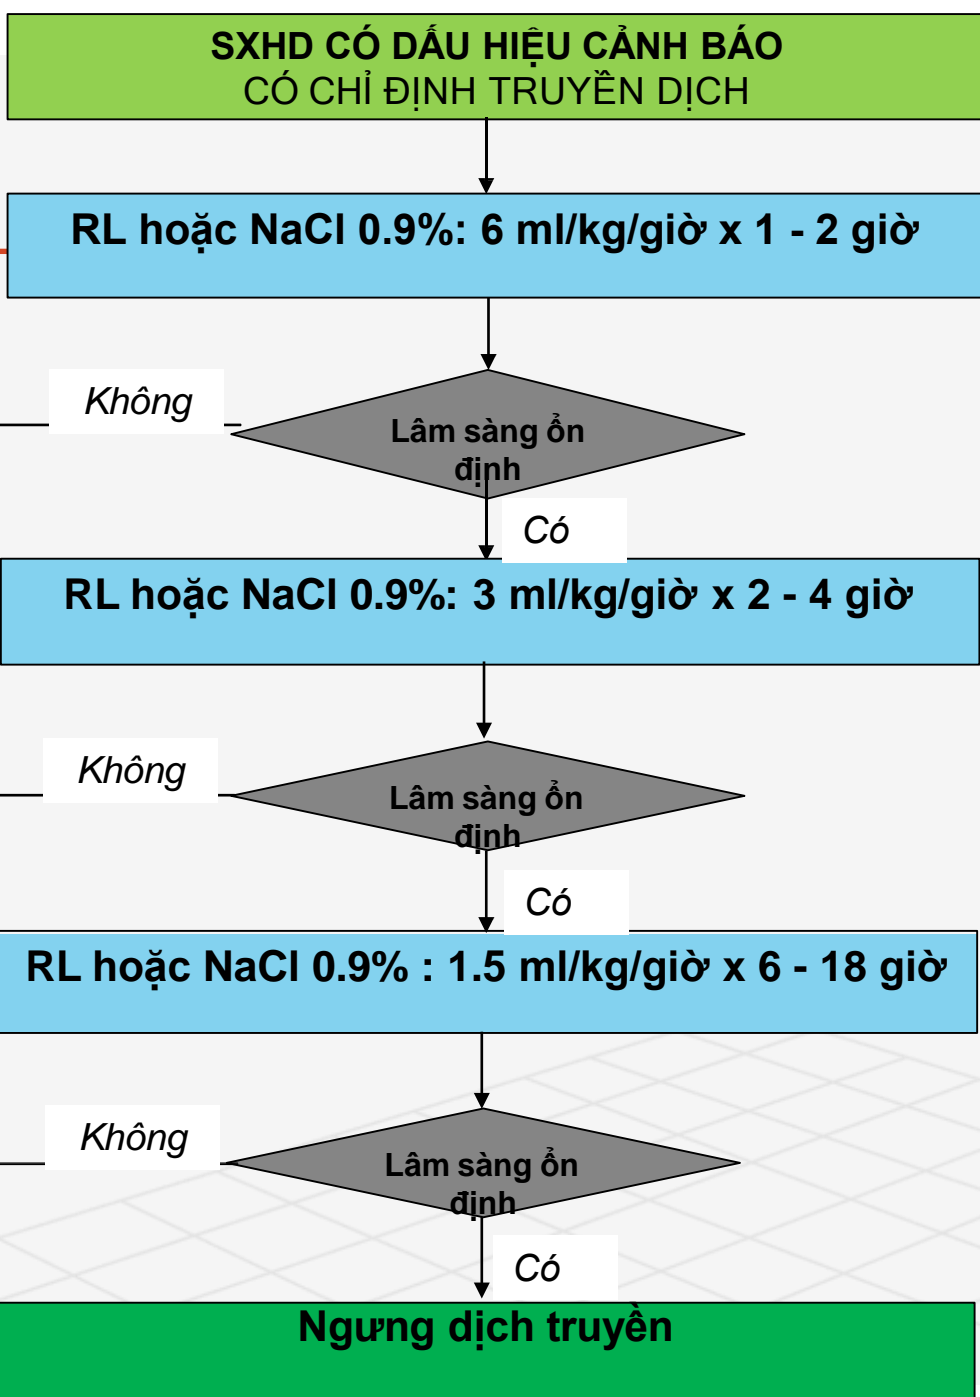 SXHD CÓ DẤU HIỆU CẢNH BÁO
CÓ CHỈ ĐỊNH TRUYỀN DỊCH
RL hoặc NaCl 0.9%: 6 ml/kg/giờ x 1 - 2 giờ
Không
Lâm sàng ổn
định
Có
RL hoặc NaCl 0.9%: 3 ml/kg/giờ x 2 - 4 giờ
Không
Lâm sàng ổn
định
Có
RL hoặc NaCl 0.9% : 1.5 ml/kg/giờ x 6 - 18 giờ
Không
Lâm sàng ổn
định
Có
Ngưng dịch truyền